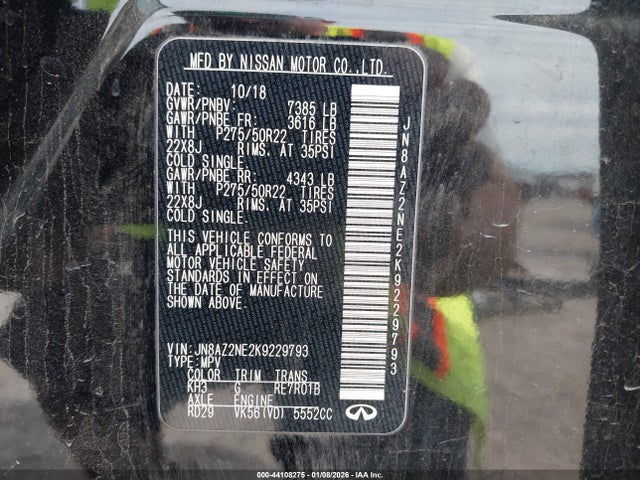 MFD BY NISSAN MOTOR CO.,LTD.
DATE: 10/18
GVWR/PNBV: 7385 LB
GAWR/PNBE FR: 3616 LB
WITH P275/50R22 TIRES
22X8J RIMS, AT 35PSI
COLD SINGLE
GAWR/PNBE RR: 4343 LB
WITH P275/50R22 TIRES
22X8J RIMS, AT 35PSI
COLD SINGLE
THIS VEHICLE CONFORMS TO
ALL APPLICABLE FEDERAL
MOTOR VEHICLE SAFETY
STANDARDS IN EFFECT ON
THE DATE OF MANUFACTURE
SHOWN ABOVE.
VIN: JN8AZ2NE2K9229793
TYPE: MPV
COLOR TRIM TRANS
KH3 G RE7R01B
AXLE ENGINE
RD29 VK56(VD) 5552CC
JN8AZ2NE2K9229793
000-44108275 - 01/08/2026 - IAA Inc.